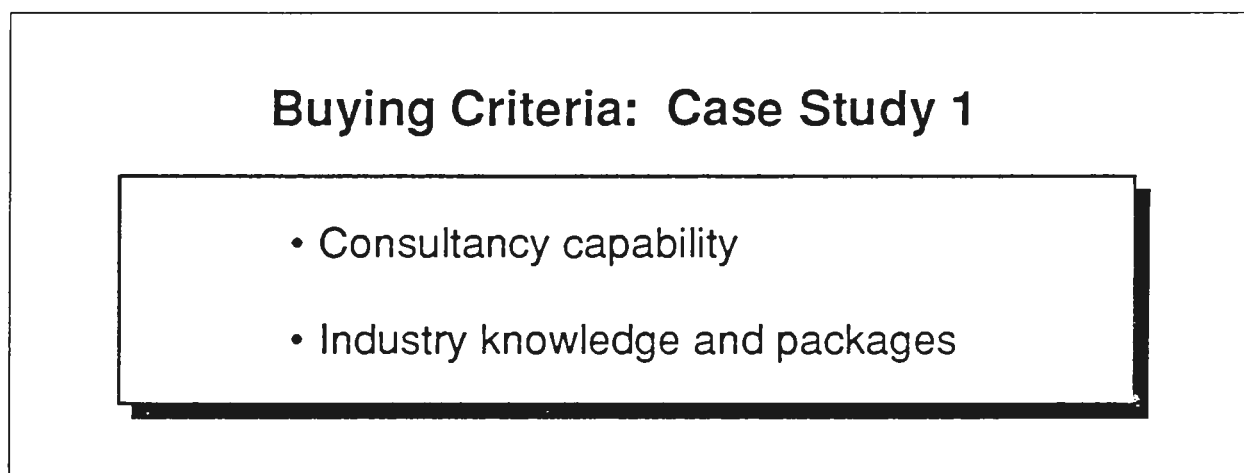 Buying Criteria: Case Study 1
• Consultancy capability
• Industry knowledge and packages